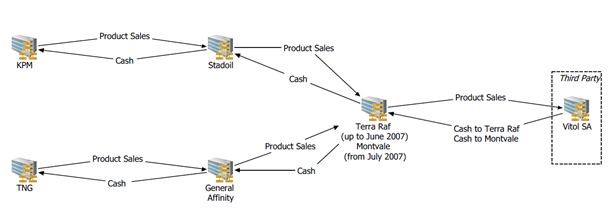 Product Sales
Cash
KPM
Stadoil
Product Sales
Cash
Third Party
Product Sales
Cash to Terra Raf
Cash to Montvale
Vitol SA
Terra Raf
(up to June 2007)
Montvale
(from July 2007)
Product Sales
Cash
Product Sales
Cash
TNG
General
Affinity